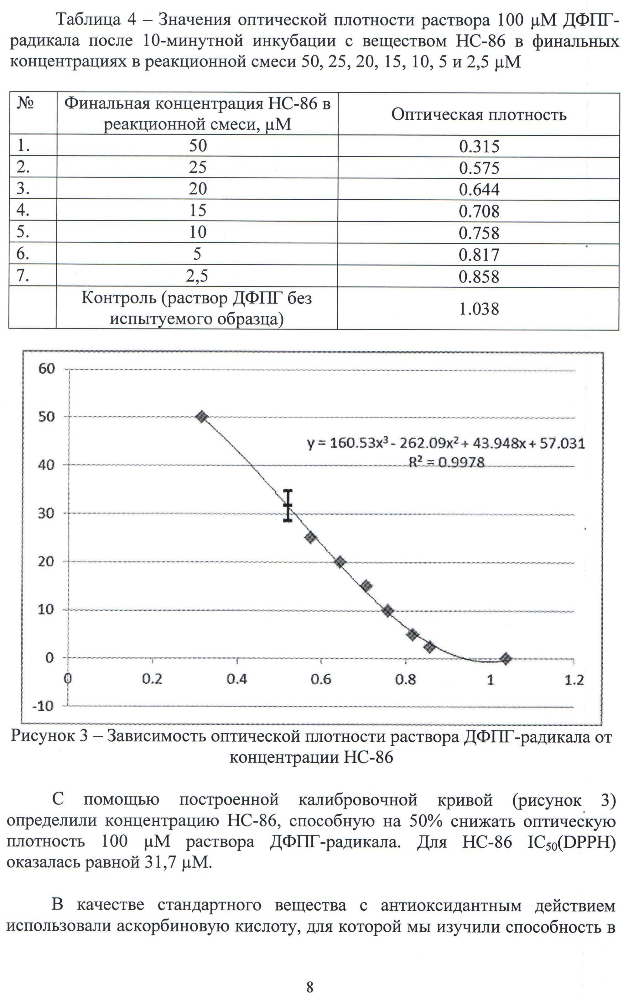 Таблица 4 – Значения оптической плотности раствора 100 μM ДФПГ-
радикала после 10-минутной инкубации с веществом НС-86 в финальных
концентрациях в реакционной смеси 50, 25, 20, 15, 10, 5 и 2,5 μM
№ Финальная концентрация НС-86 в реакционной смеси, μM Оптическая плотность
1. 50 0.315
2. 25 0.575
3. 20 0.644
4. 15 0.708
5. 10 0.758
6. 5 0.817
7. 2,5 0.858
Контроль (раствор ДФПГ без испытуемого образца) 1.038
60
50
y = 160.53x³ - 262.09x² + 43.948x + 57.031
R² = 0.9978
40
30
20
10
0
0 0.2 0.4 0.6 0.8 1 1.2
-10
Рисунок 3 – Зависимость оптической плотности раствора ДФПГ-радикала от
концентрации НС-86
С помощью построенной калибровочной кривой (рисунок 3)
определили концентрацию НС-86, способную на 50% снижать оптическую
плотность 100 μM раствора ДФПГ-радикала. Для НС-86 IC₅₀(DPPH)
оказалась равной 31,7 μM.
В качестве стандартного вещества с антиоксидантным действием
использовали аскорбиновую кислоту, для которой мы изучили способность в
8